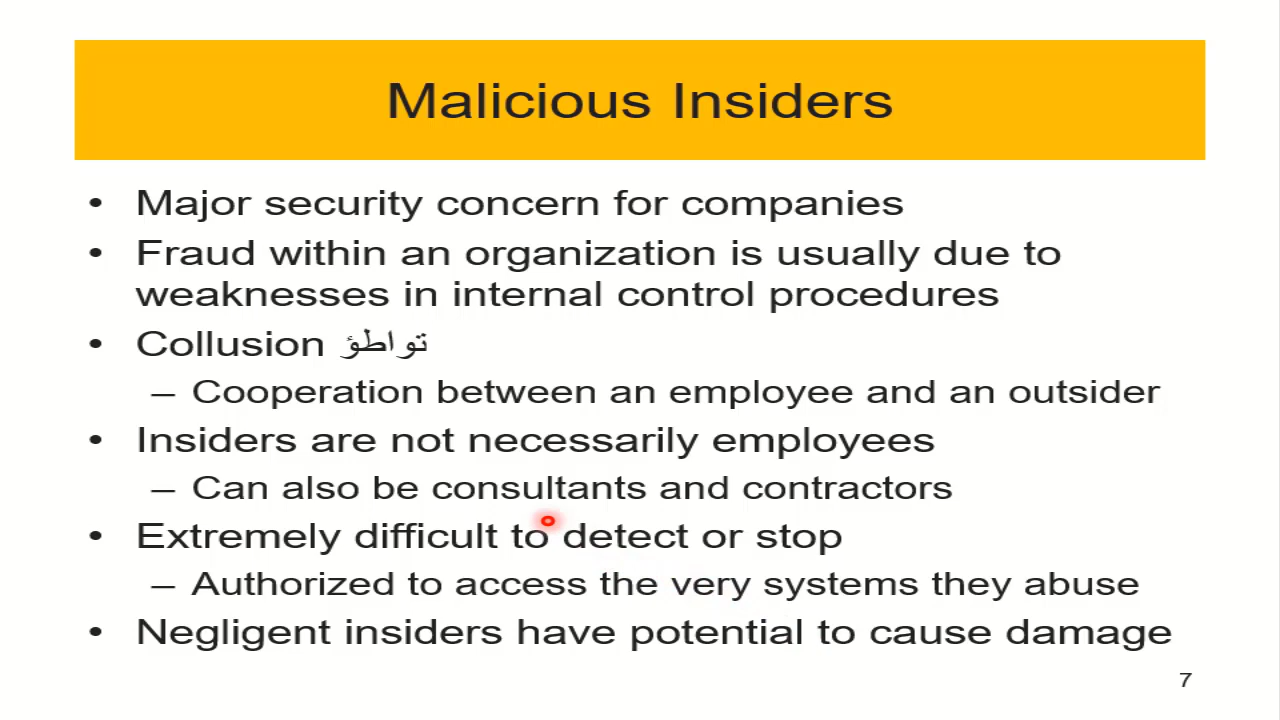 Malicious Insiders
• Major security concern for companies
• Fraud within an organization is usually due to
weaknesses in internal control procedures
• Collusion تواطؤ
– Cooperation between an employee and an outsider
• Insiders are not necessarily employees
– Can also be consultants and contractors
• Extremely difficult to detect or stop
– Authorized to access the very systems they abuse
• Negligent insiders have potential to cause damage
7